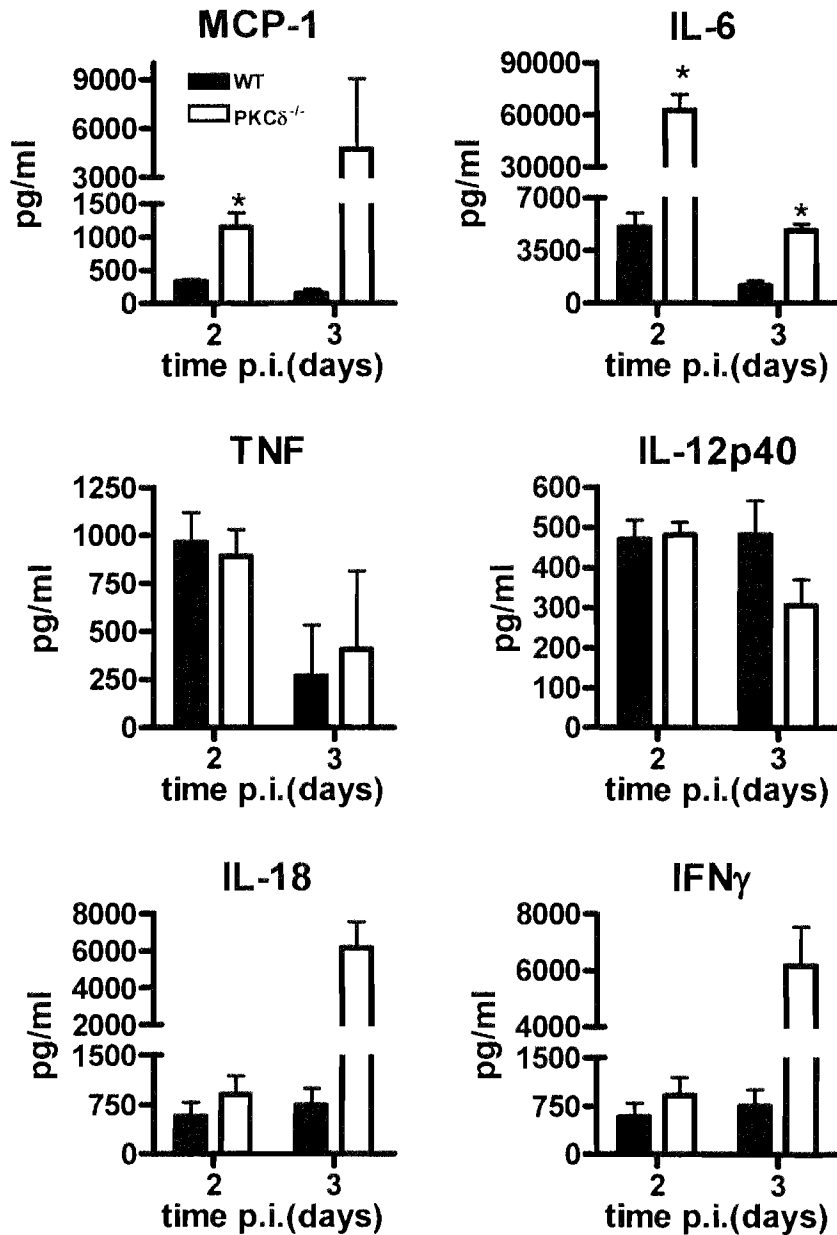 MCP-1
9000
6000
3000
1500
1000
500
0
pg/ml
WT
PKCδ-/-
*
2 3
time p.i.(days)
IL-6
90000
60000
30000
7000
3500
0
pg/ml
*
*
2 3
time p.i.(days)
TNF
1250
1000
750
500
250
0
pg/ml
2 3
time p.i.(days)
IL-12p40
600
500
400
300
200
100
0
pg/ml
2 3
time p.i.(days)
IL-18
8000
6000
4000
2000
1500
750
0
pg/ml
2 3
time p.i.(days)
IFNγ
8000
6000
4000
1500
750
0
pg/ml
2 3
time p.i.(days)